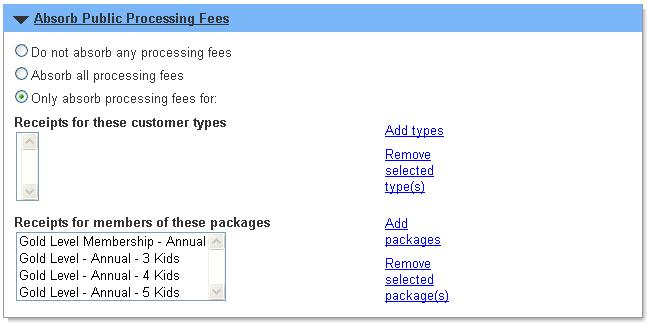 Absorb Public Processing Fees
Do not absorb any processing fees
Absorb all processing fees
Only absorb processing fees for:
Receipts for these customer types
Add types
Remove
selected
type(s)
Receipts for members of these packages
Add
packages
Gold Level Membership - Annual
Gold Level - Annual - 3 Kids
Gold Level - Annual - 4 Kids
Gold Level - Annual - 5 Kids
Remove
selected
package(s)